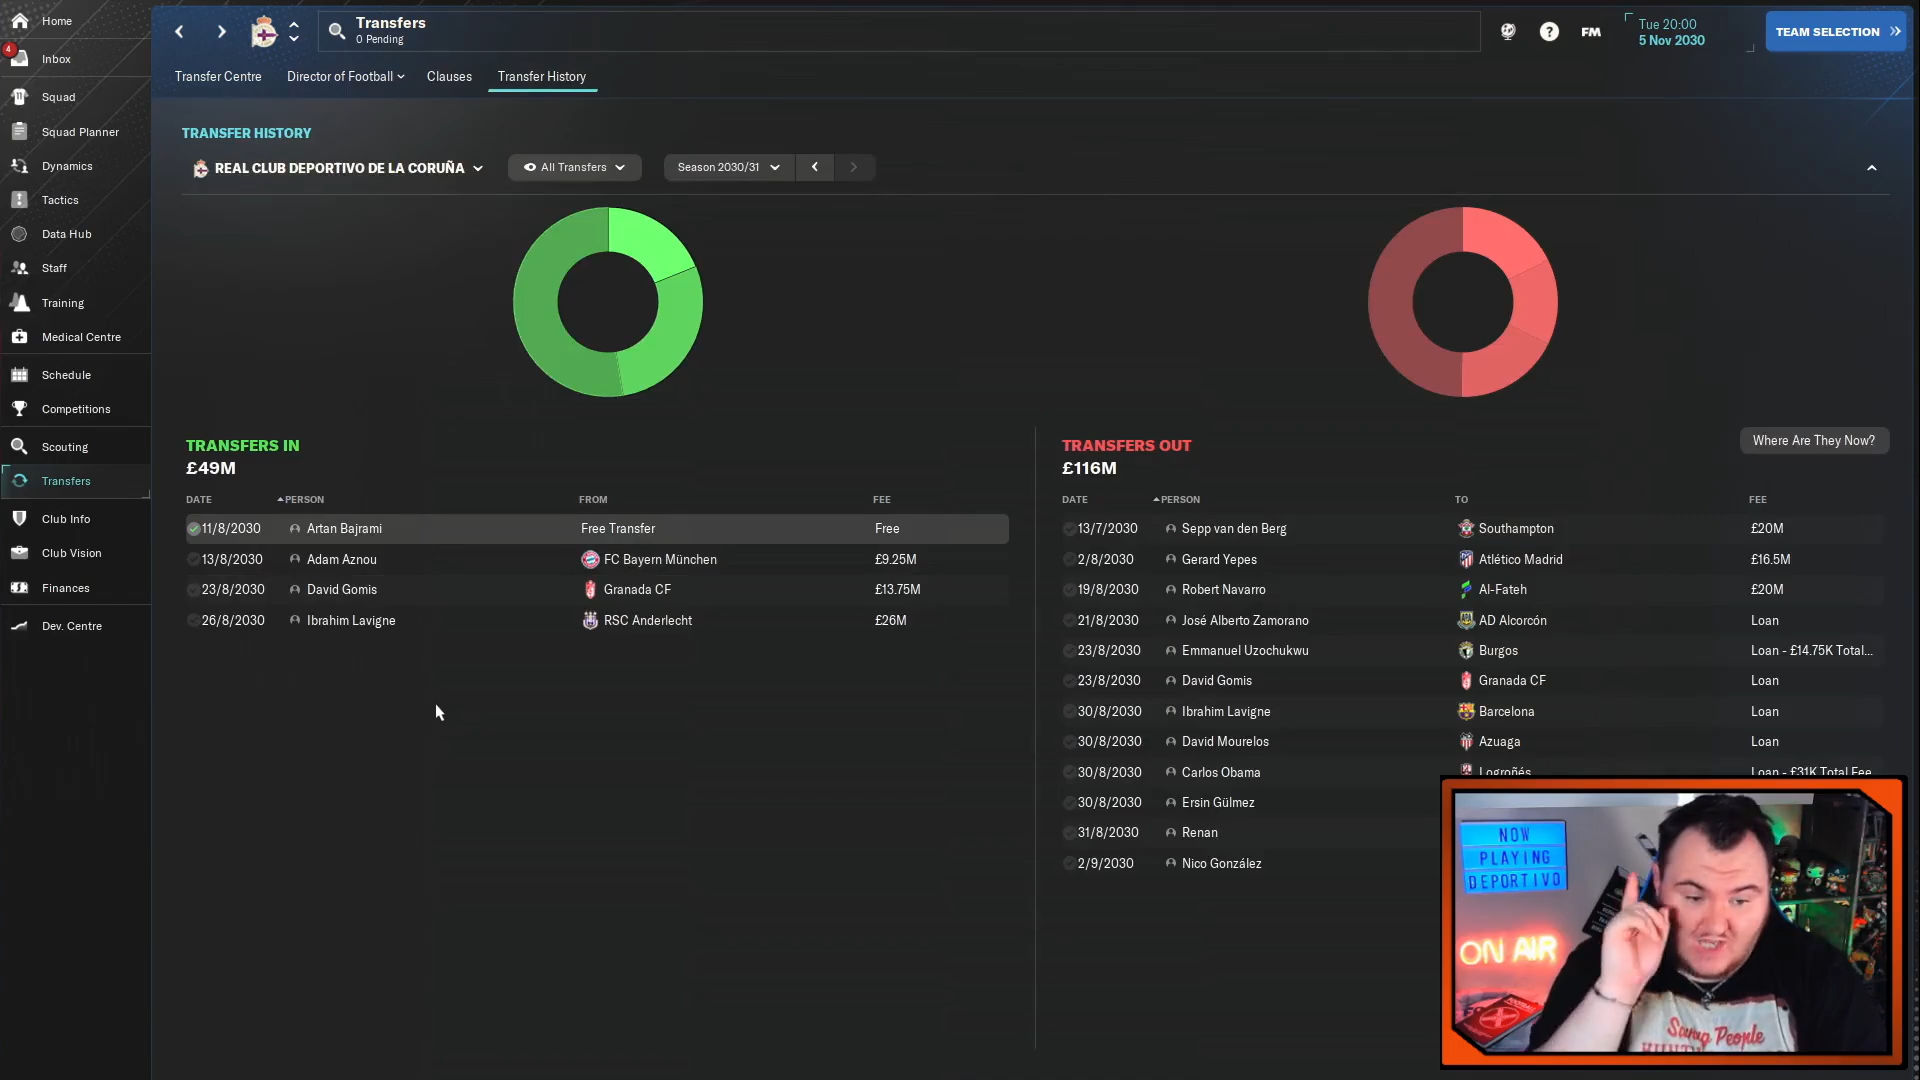 Home
Transfers
0 Pending
FM
Tue 20:00
5 Nov 2030
TEAM SELECTION
4
Inbox
Transfer Centre
Director of Football
Clauses
Transfer History
Squad
Squad Planner
Dynamics
Tactics
Data Hub
Staff
Training
Medical Centre
Schedule
Competitions
Scouting
Transfers
Club Info
Club Vision
Finances
Dev. Centre
TRANSFER HISTORY
REAL CLUB DEPORTIVO DE LA CORUÑA
All Transfers
Season 2030/31
TRANSFERS IN
£49M
DATE PERSON FROM FEE
11/8/2030 Artan Bajrami Free Transfer Free
13/8/2030 Adam Aznou FC Bayern München £9.25M
23/8/2030 David Gomis Granada CF £13.75M
26/8/2030 Ibrahim Lavigne RSC Anderlecht £26M
TRANSFERS OUT
£116M
Where Are They Now?
DATE PERSON TO FEE
13/7/2030 Sepp van den Berg Southampton £20M
2/8/2030 Gerard Yepes Atlético Madrid £16.5M
19/8/2030 Robert Navarro Al-Fateh £20M
21/8/2030 José Alberto Zamorano AD Alcorcón Loan
23/8/2030 Emmanuel Uzochukwu Burgos Loan - £14.75K Total...
23/8/2030 David Gomis Granada CF Loan
30/8/2030 Ibrahim Lavigne Barcelona Loan
30/8/2030 David Mourelos Azuaga Loan
30/8/2030 Carlos Obama Logroñés Loan - £31K Total Fee
30/8/2030 Ersin Gülmez
31/8/2030 Renan
2/9/2030 Nico González
NOW
PLAYING
DEPORTIVO
ON AIR
People